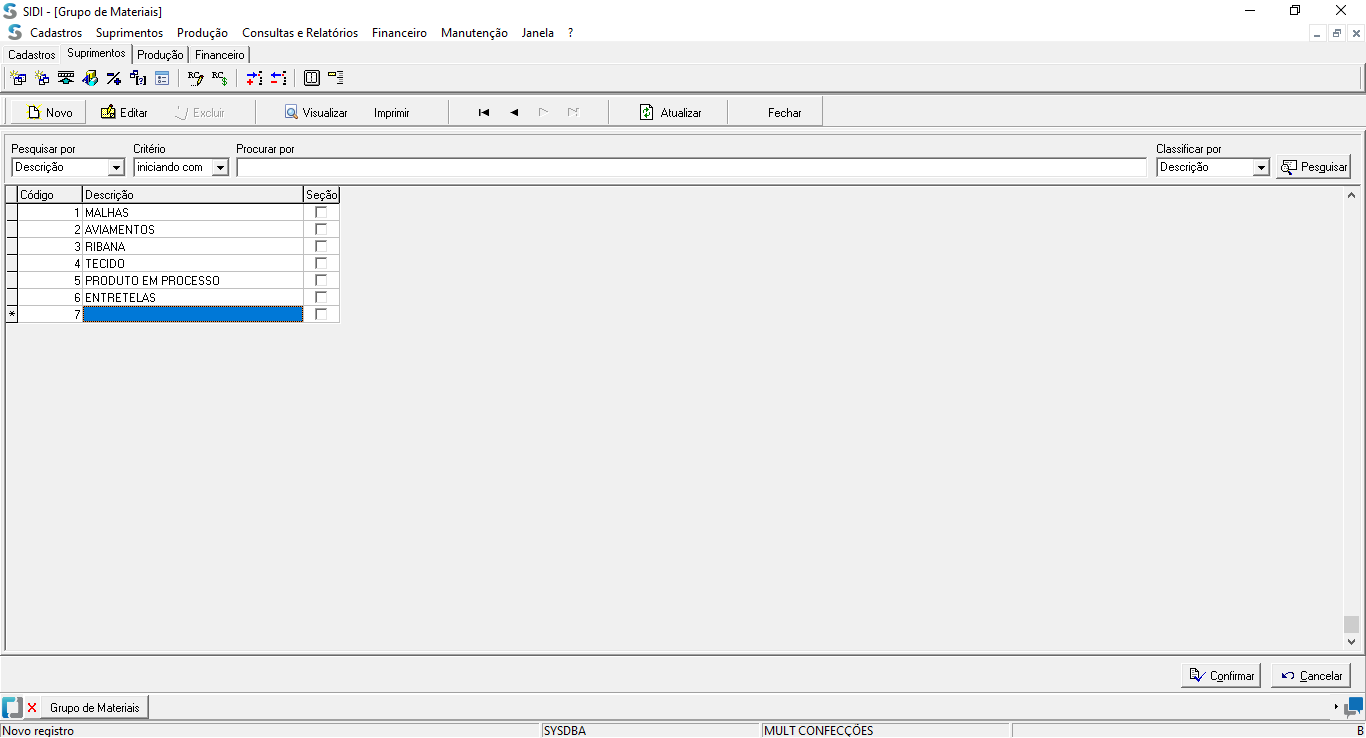 SIDI - [Grupo de Materiais]
Cadastros Suprimentos Produção Consultas e Relatórios Financeiro Manutenção Janela ?
Cadastros Suprimentos Produção Financeiro
Novo Editar Excluir Visualizar Imprimir Atualizar Fechar
Pesquisar por Critério Procurar por Classificar por
Descrição iniciando com Descrição Pesquisar
Código Descrição Seção
1 MALHAS
2 AVIAMENTOS
3 RIBANA
4 TECIDO
5 PRODUTO EM PROCESSO
6 ENTRETELAS
* 7
Confirmar Cancelar
Grupo de Materiais
Novo registro SYSDBA MULT CONFECÇÕES B